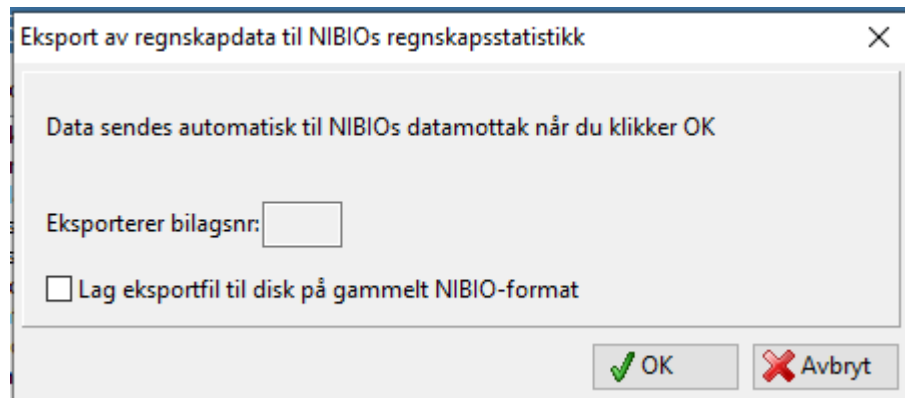 Eksport av regnskapdata til NIBIOs regnskapsstatistikk
Data sendes automatisk til NIBIOs datamottak når du klikker OK
Eksporterer bilagsnr:
Lag eksportfil til disk på gammelt NIBIO-format
OK Avbryt